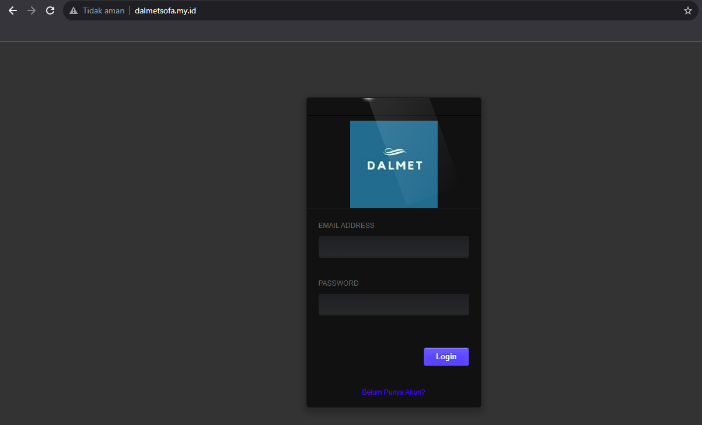 Tidak aman
dalmetsofa.my.id
DALMET
EMAIL ADDRESS
PASSWORD
Login
Belum Punya Akun?